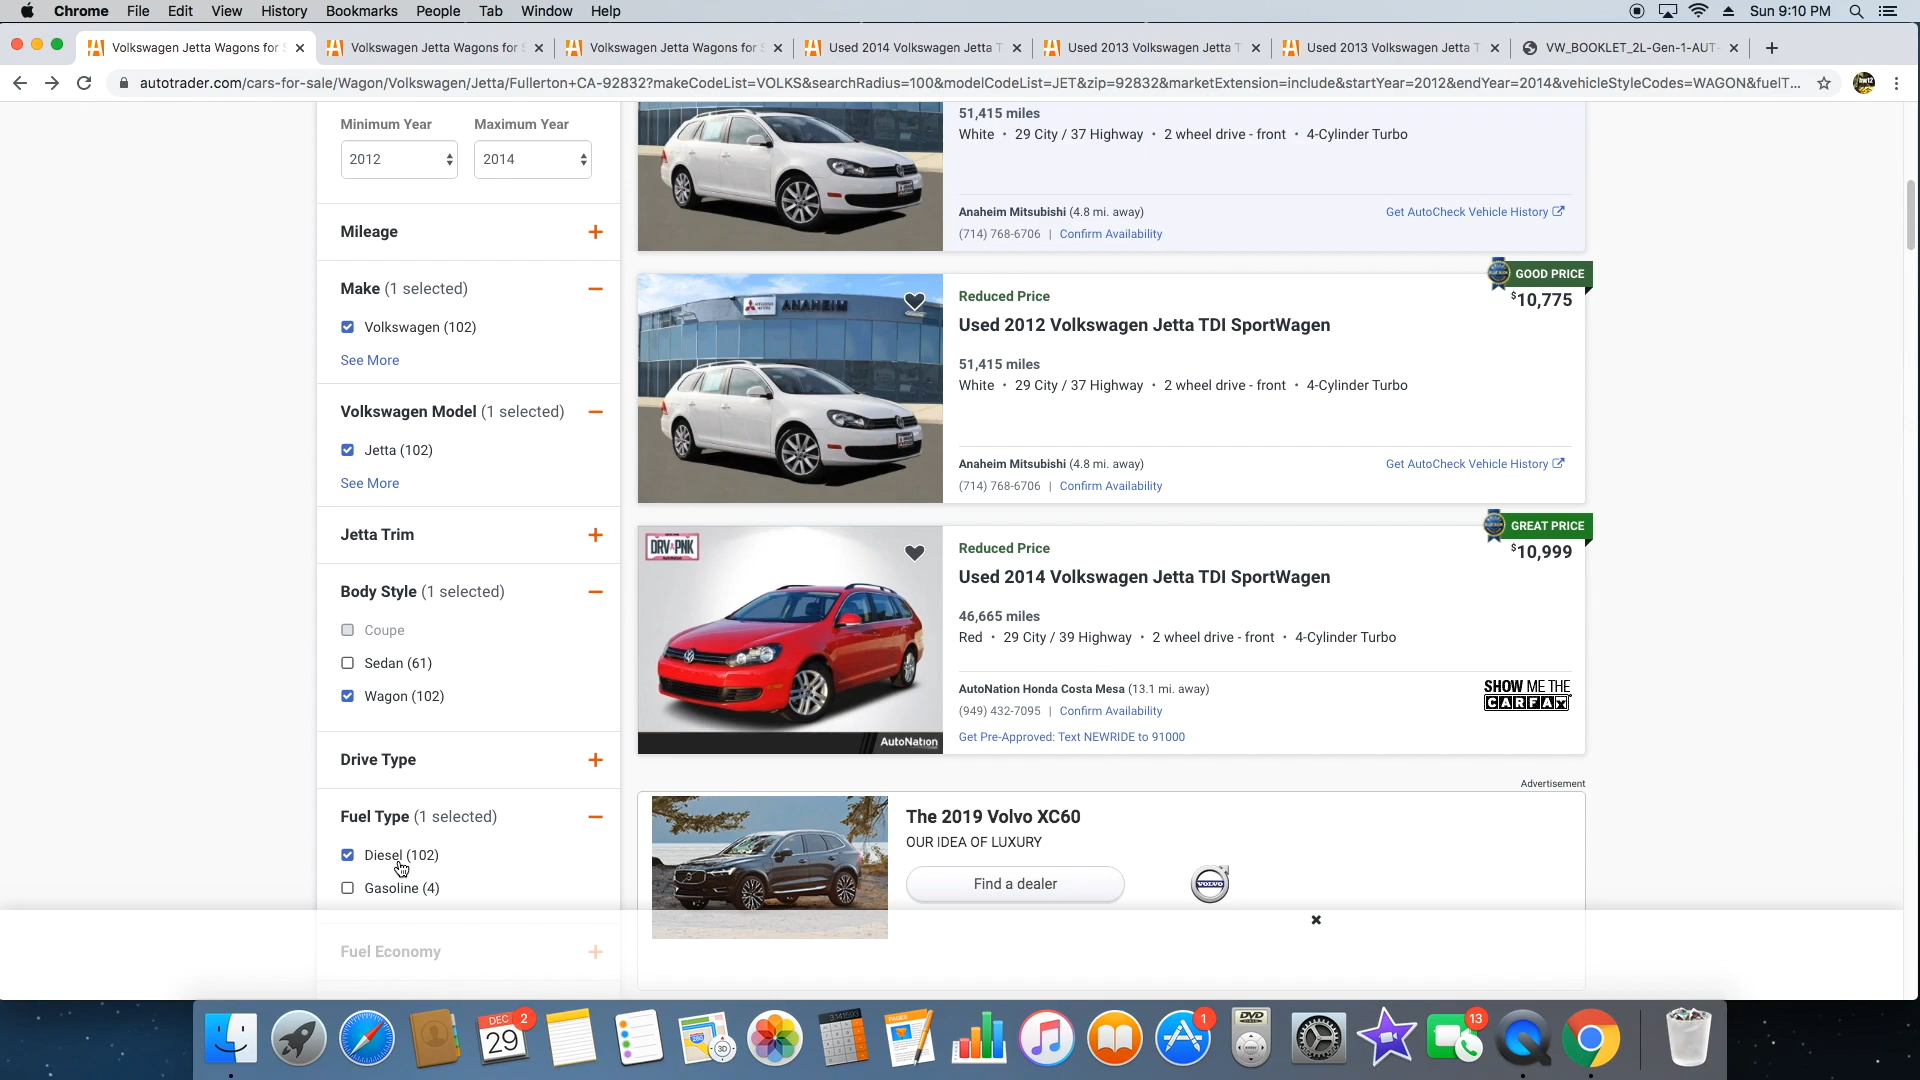 Chrome File Edit View History Bookmarks People Tab Window Help Sun 9:10 PM
Volkswagen Jetta Wagons for S Volkswagen Jetta Wagons for S Volkswagen Jetta Wagons for S Used 2014 Volkswagen Jetta T Used 2013 Volkswagen Jetta T Used 2013 Volkswagen Jetta T VW_BOOKLET_2L-Gen-1-AUT
autotrader.com/cars-for-sale/Wagon/Volkswagen/Jetta/Fullerton+CA-92832?makeCodeList=VOLKS&searchRadius=100&modelCodeList=JET&zip=92832&marketExtension=include&startYear=2012&endYear=2014&vehicleStyleCodes=WAGON&fuelT...
Minimum Year Maximum Year
2012 2014
Mileage
Make (1 selected)
Volkswagen (102)
See More
Volkswagen Model (1 selected)
Jetta (102)
See More
Jetta Trim
Body Style (1 selected)
Coupe
Sedan (61)
Wagon (102)
Drive Type
Fuel Type (1 selected)
Diesel (102)
Gasoline (4)
Fuel Economy
51,415 miles
White • 29 City / 37 Highway • 2 wheel drive - front • 4-Cylinder Turbo
Anaheim Mitsubishi (4.8 mi. away) Get AutoCheck Vehicle History
(714) 768-6706 | Confirm Availability
ANAHEIM
GOOD PRICE
Reduced Price $10,775
Used 2012 Volkswagen Jetta TDI SportWagen
51,415 miles
White • 29 City / 37 Highway • 2 wheel drive - front • 4-Cylinder Turbo
Anaheim Mitsubishi (4.8 mi. away) Get AutoCheck Vehicle History
(714) 768-6706 | Confirm Availability
DRV PNK
AutoNation
GREAT PRICE
Reduced Price $10,999
Used 2014 Volkswagen Jetta TDI SportWagen
46,665 miles
Red • 29 City / 39 Highway • 2 wheel drive - front • 4-Cylinder Turbo
AutoNation Honda Costa Mesa (13.1 mi. away)
SHOW ME THE
CARFAX
(949) 432-7095 | Confirm Availability
Get Pre-Approved: Text NEWRIDE to 91000
Advertisement
The 2019 Volvo XC60
OUR IDEA OF LUXURY
Find a dealer
VOLVO
DEC 2
29
3D
3.141593
PAGES
1
DVD
13